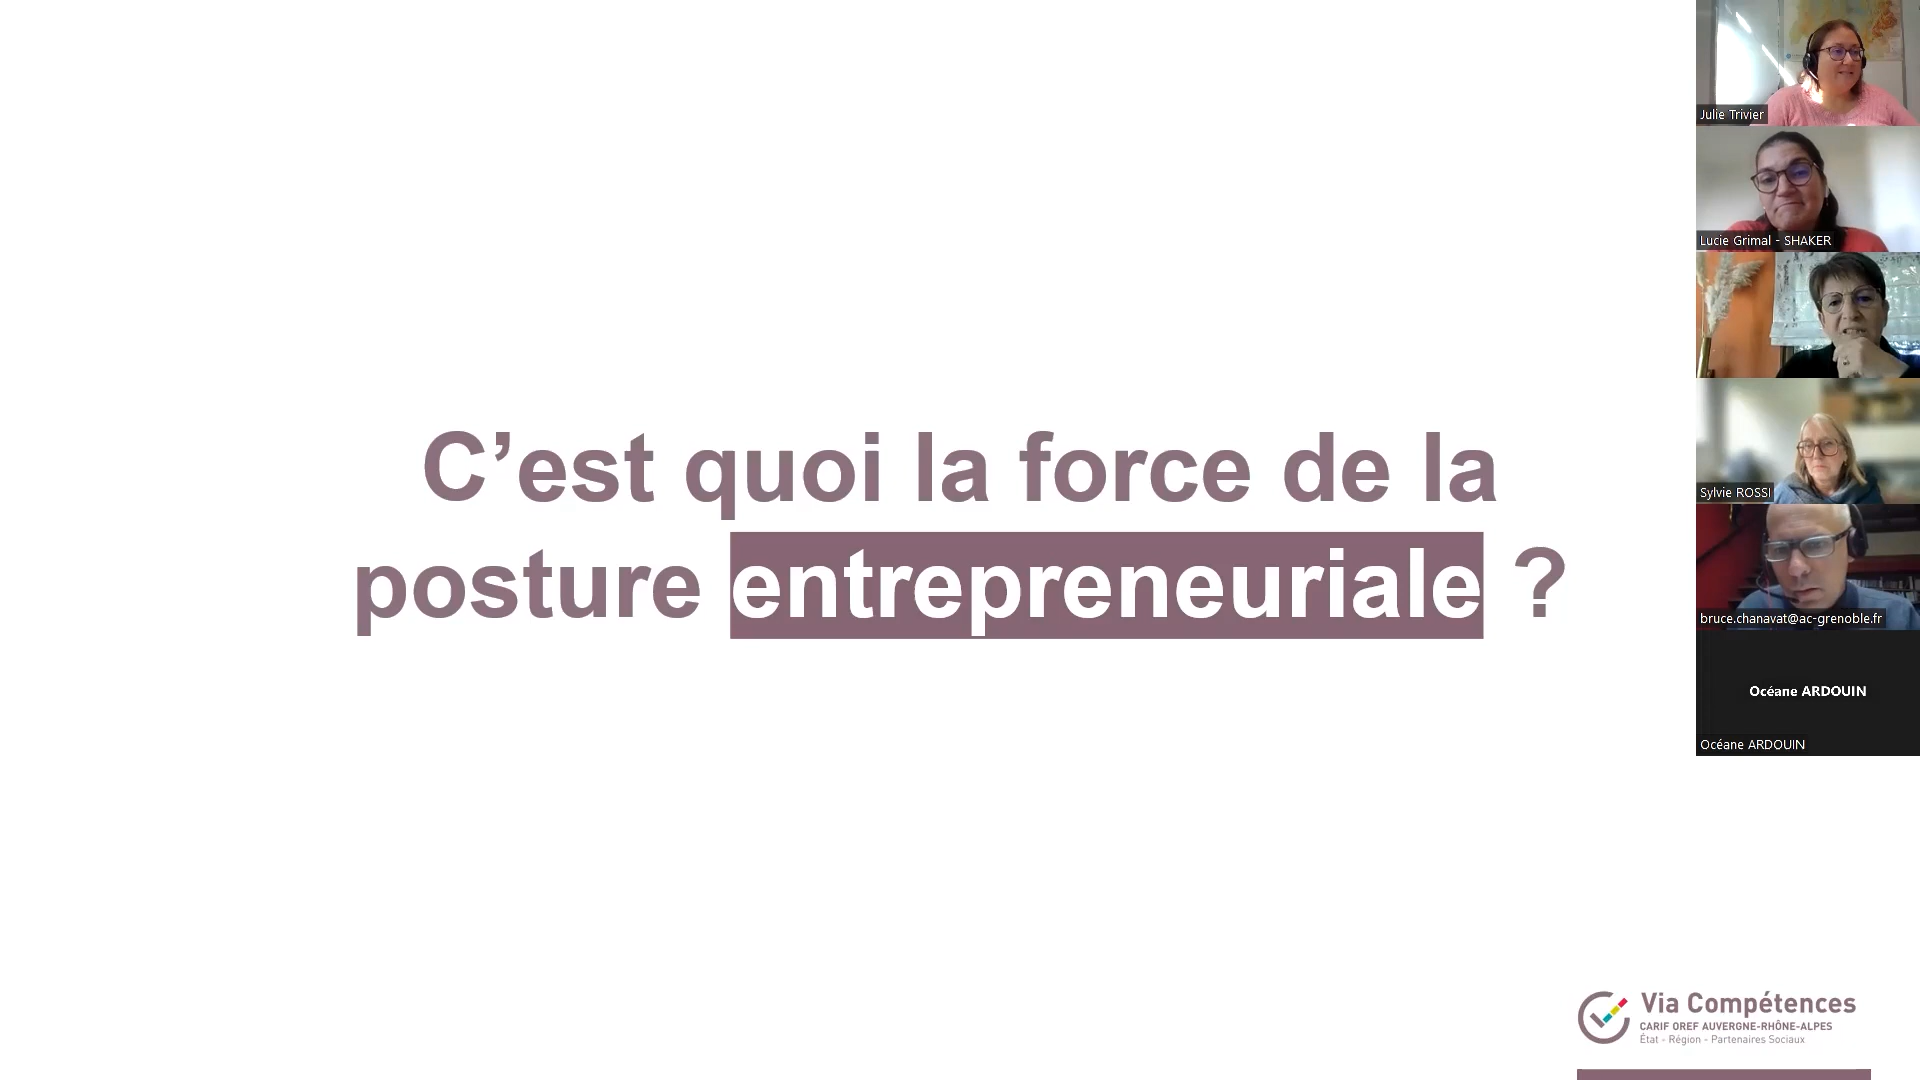 C’est quoi la force de la
posture entrepreneuriale ?
Julie Trivier
Lucie Grimal - SHAKER
Sylvie ROSSI
bruce.chanavat@ac-grenoble.fr
Océane ARDOUIN
Océane ARDOUIN
Via Compétences
CARIF OREF AUVERGNE-RHÔNE-ALPES
État - Région - Partenaires Sociaux